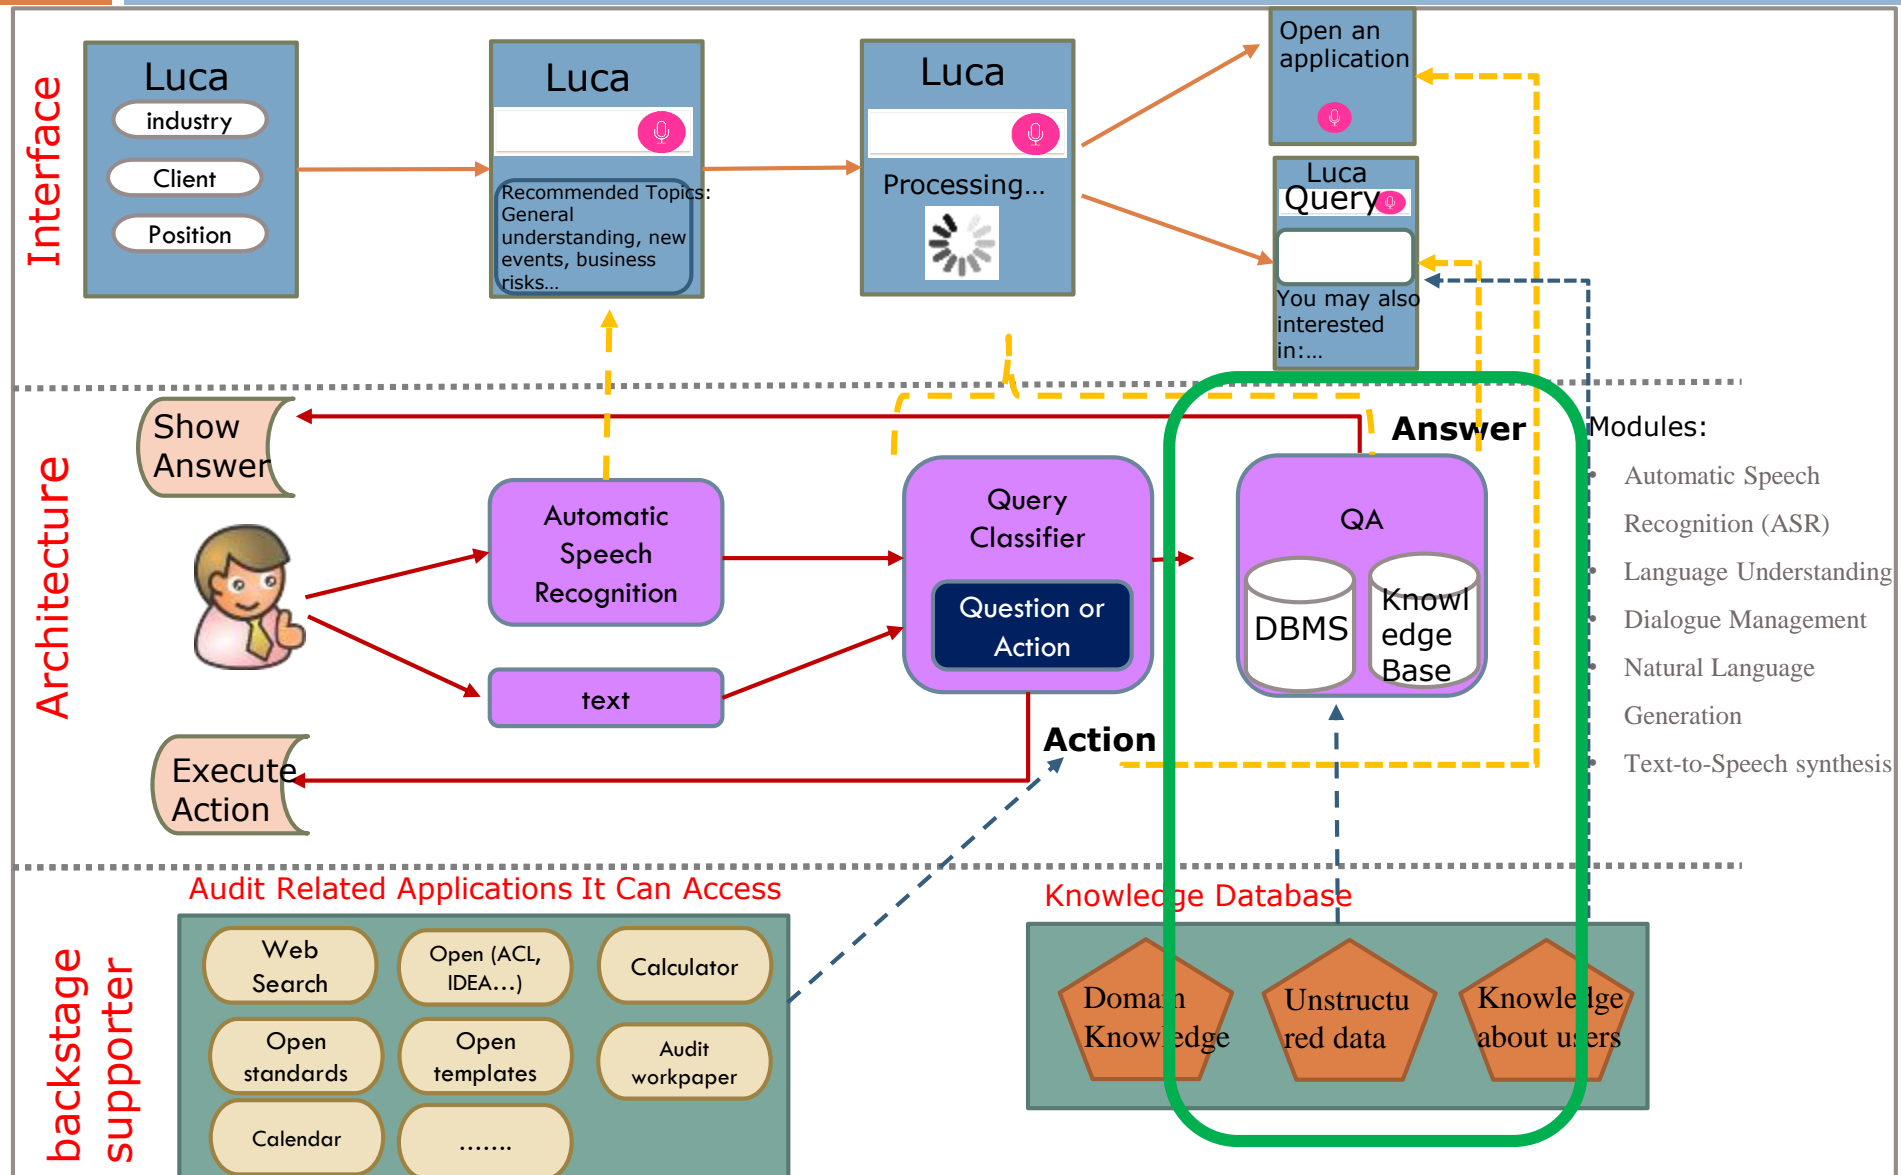 Interface
Luca
industry
Client
Position
Luca
Recommended Topics:
General
understanding, new
events, business
risks...
Luca
Processing...
Open an
application
Luca
Query
You may also
interested
in:...
Architecture
Show
Answer
Execute
Action
Automatic
Speech
Recognition
text
Query
Classifier
Question or
Action
Action
Answer
QA
DBMS
Knowl
edge
Base
Modules:
• Automatic Speech
Recognition (ASR)
• Language Understanding
• Dialogue Management
• Natural Language
Generation
• Text-to-Speech synthesis
backstage
supporter
Audit Related Applications It Can Access
Web
Search
Open (ACL,
IDEA...)
Calculator
Open
standards
Open
templates
Audit
workpaper
Calendar
.......
Knowledge Database
Domain
Knowledge
Unstructu
red data
Knowledge
about users